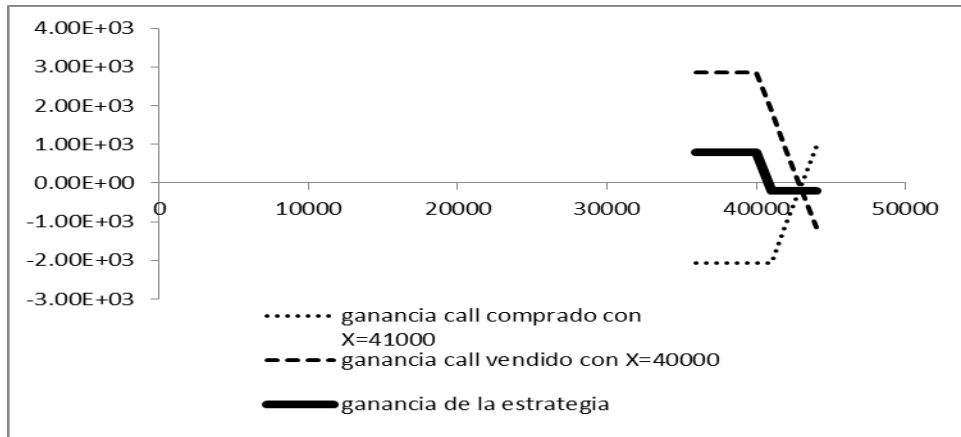 4.00E+03
3.00E+03
2.00E+03
1.00E+03
0.00E+00
-1.00E+03
-2.00E+03
-3.00E+03
0 10000 20000 30000 40000 50000
ganancia call comprado con
X=41000
ganancia call vendido con X=40000
ganancia de la estrategia